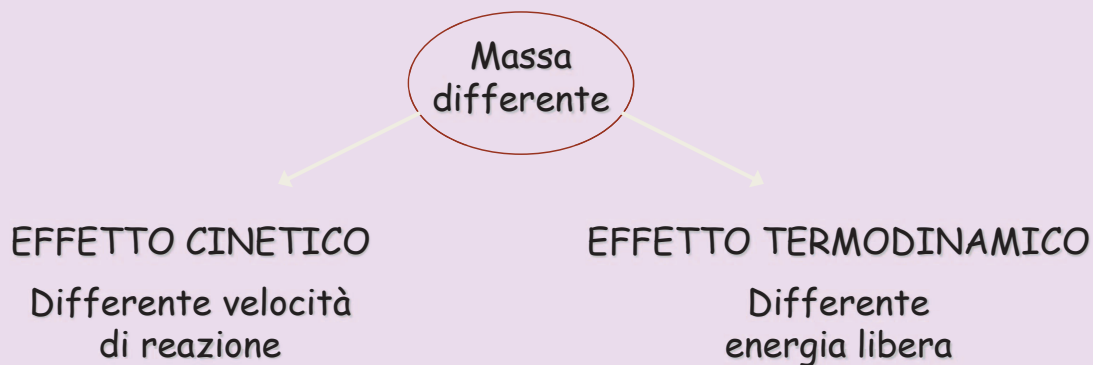 Massa
differente
EFFETTO CINETICO
Differente velocità
di reazione
EFFETTO TERMODINAMICO
Differente
energia libera